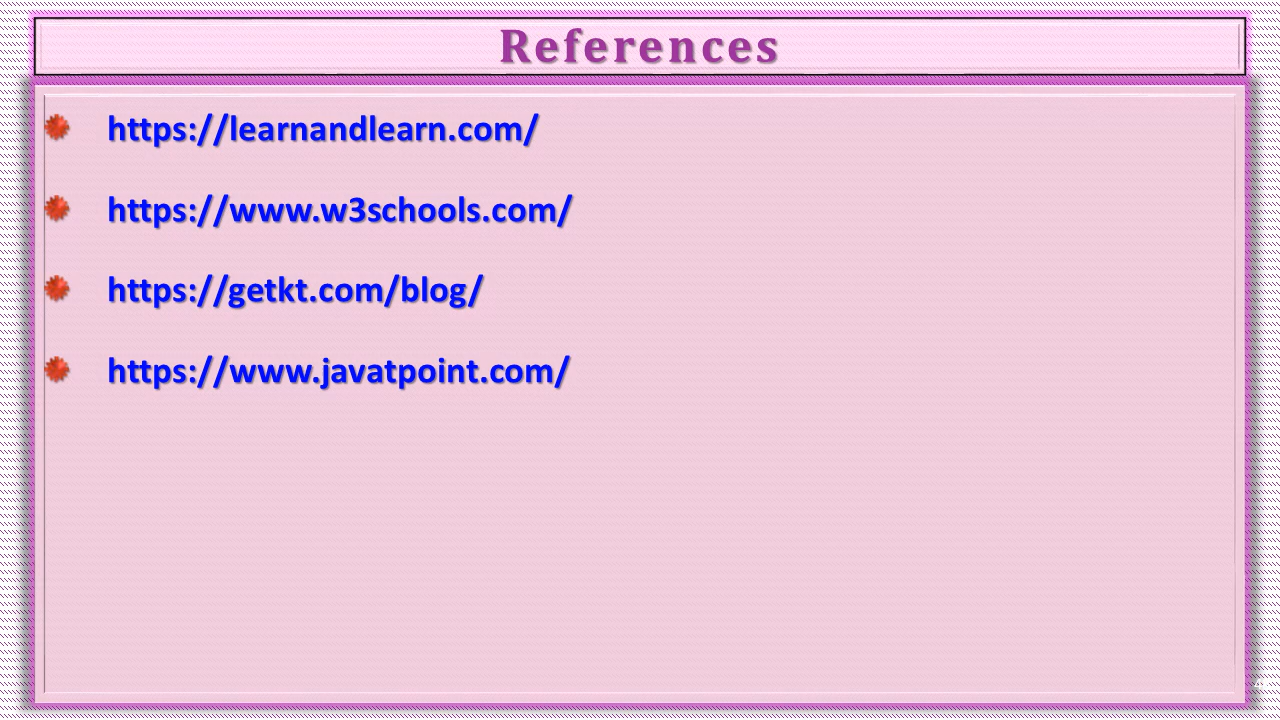 References
https://learnandlearn.com/
https://www.w3schools.com/
https://getkt.com/blog/
https://www.javatpoint.com/